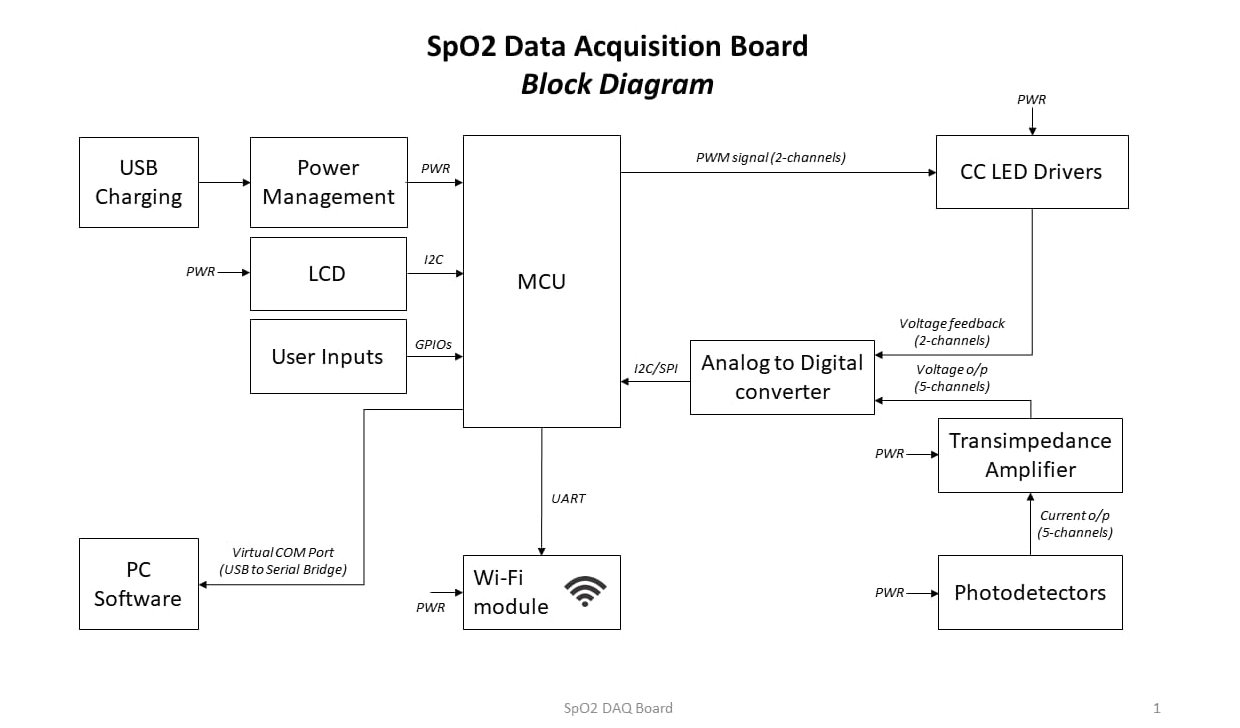 SpO2 Data Acquisition Board
Block Diagram
PWR
USB
Charging
Power
Management
PWR
PWM signal (2-channels)
CC LED Drivers
PWR
LCD
I2C
MCU
User Inputs
GPIOs
Voltage feedback
(2-channels)
I2C/SPI
Analog to Digital
converter
Voltage o/p
(5-channels)
PWR
Transimpedance
Amplifier
UART
Current o/p
(5-channels)
Virtual COM Port
(USB to Serial Bridge)
PC
Software
PWR
Wi-Fi
module
PWR
Photodetectors
SpO2 DAQ Board
1